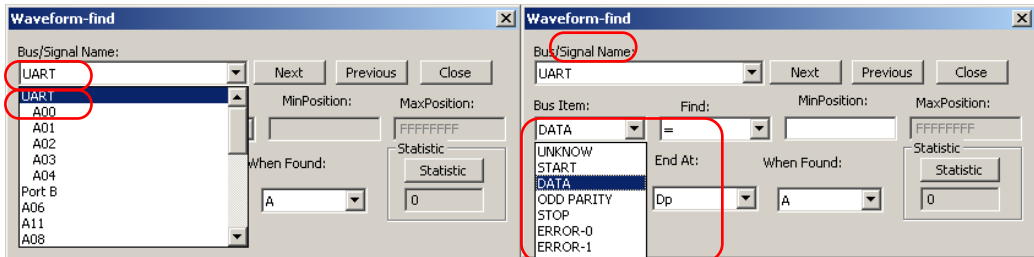 Waveform-find
Bus/Signal Name:
UART
Next
Previous
Close
UART
A00
A01
A02
A03
A04
Port B
A06
A11
A08
MinPosition:
MaxPosition:
FFFFFFFF
When Found:
A
Statistic
Statistic
0
Waveform-find
Bus/Signal Name:
UART
Next
Previous
Close
Bus Item:
Find:
MinPosition:
MaxPosition:
DATA
=
FFFFFFFF
UNKNOW
START
DATA
ODD PARITY
STOP
ERROR-0
ERROR-1
End At:
When Found:
Dp
A
Statistic
Statistic
0